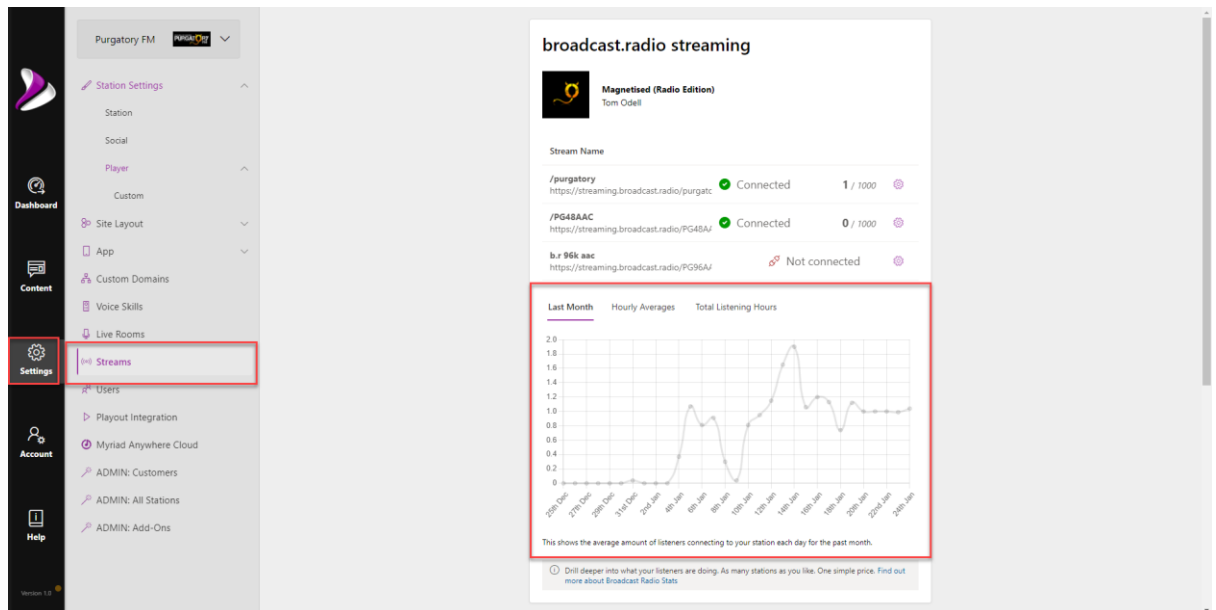 Purgatory FM
Station Settings
Station
Social
Player
Custom
Site Layout
App
Custom Domains
Voice Skills
Live Rooms
Streams
Users
Playout Integration
Myriad Anywhere Cloud
ADMIN: Customers
ADMIN: All Stations
ADMIN: Add-Ons
Dashboard
Content
Settings
Account
Help
Version 1.0
broadcast.radio streaming
Magnetised (Radio Edition)
Tom Odell
Stream Name
/purgatory
https://streaming.broadcast.radio/purgatc
Connected
1 / 1000
/PG48AAC
https://streaming.broadcast.radio/PG48A/
Connected
0 / 1000
b.r 96k aac
https://streaming.broadcast.radio/PG96A/
Not connected
Last Month Hourly Averages Total Listening Hours
2.0
1.8
1.6
1.4
1.2
1.0
0.8
0.6
0.4
0.2
0
25th Dec 27th Dec 29th Dec 31st Dec 2nd Jan 4th Jan 6th Jan 8th Jan 10th Jan 12th Jan 14th Jan 16th Jan 18th Jan 20th Jan 22nd Jan 24th Jan
This shows the average amount of listeners connecting to your station each day for the past month.
Drill deeper into what your listeners are doing. As many stations as you like. One simple price. Find out
more about Broadcast Radio Stats